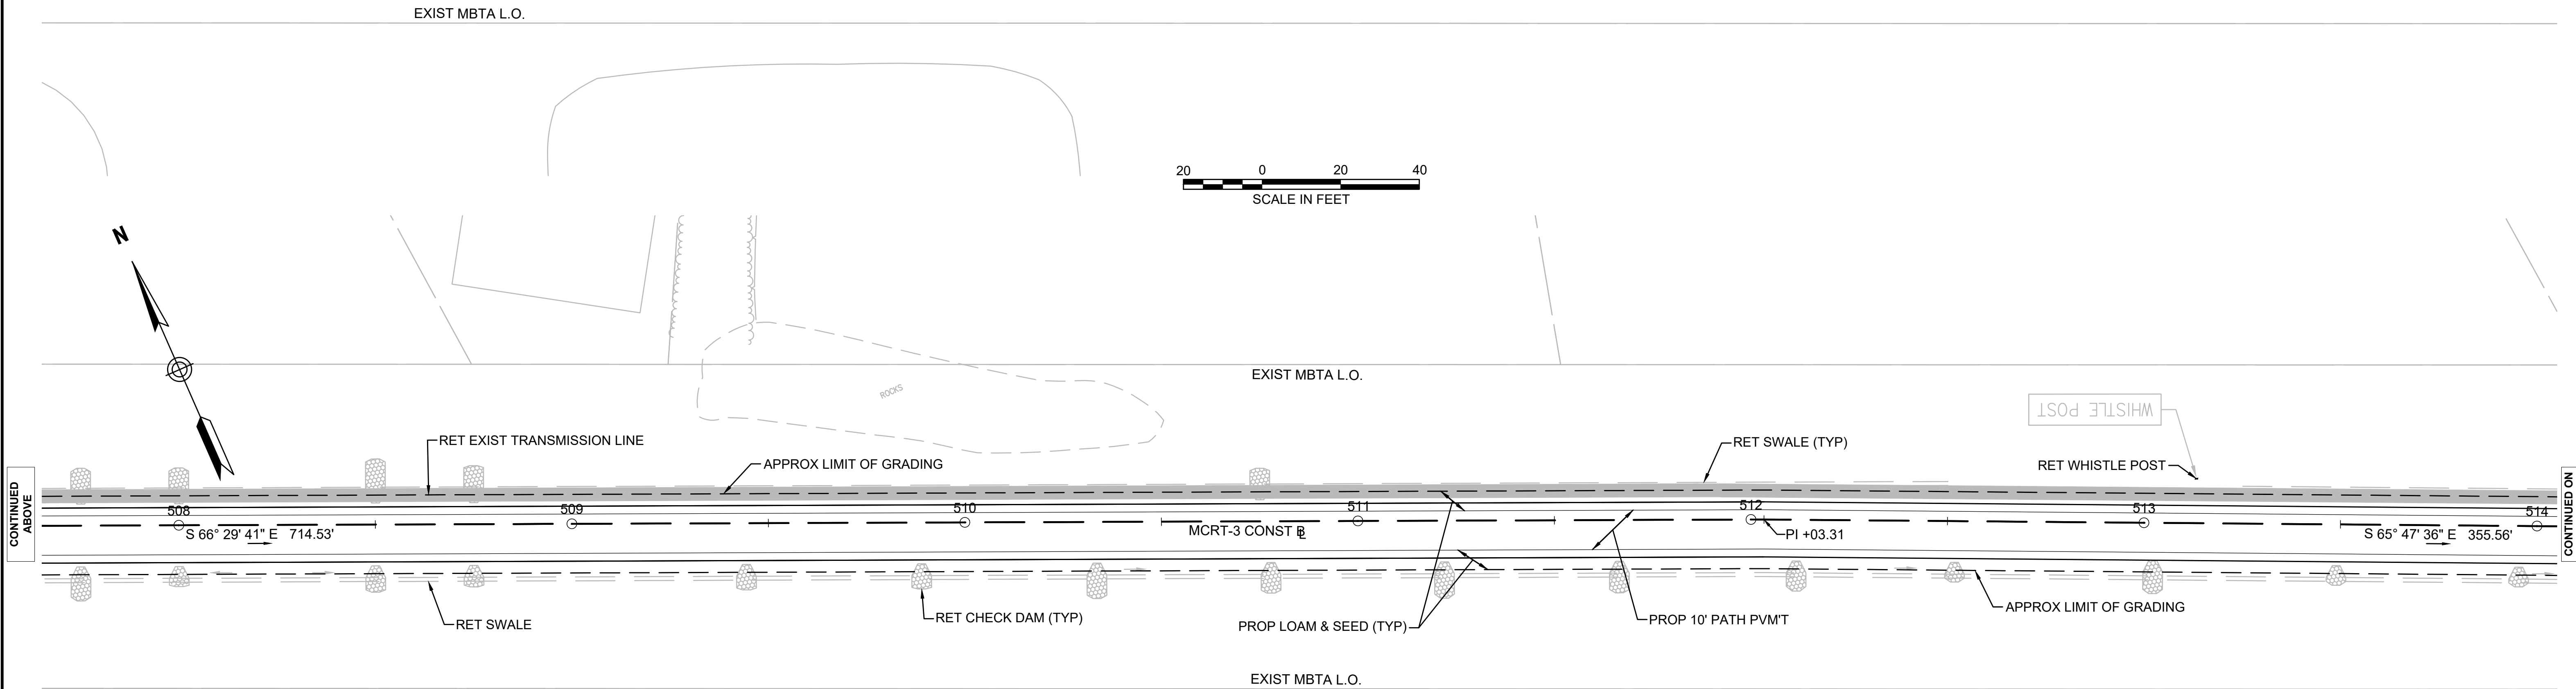 EXIST MBTA L.O.
20 0 20 40
SCALE IN FEET
N
EXIST MBTA L.O.
ROCKS
WHISTLE POST
RET EXIST TRANSMISSION LINE
RET SWALE (TYP)
APPROX LIMIT OF GRADING
RET WHISTLE POST
CONTINUED
ABOVE
CONTINUED ON
508 509 510 511 512 513 514
S 66° 29' 41" E 714.53'
MCRT-3 CONST BL
PI +03.31
S 65° 47' 36" E 355.56'
APPROX LIMIT OF GRADING
RET CHECK DAM (TYP)
PROP 10' PATH PVM'T
RET SWALE
PROP LOAM & SEED (TYP)
EXIST MBTA L.O.